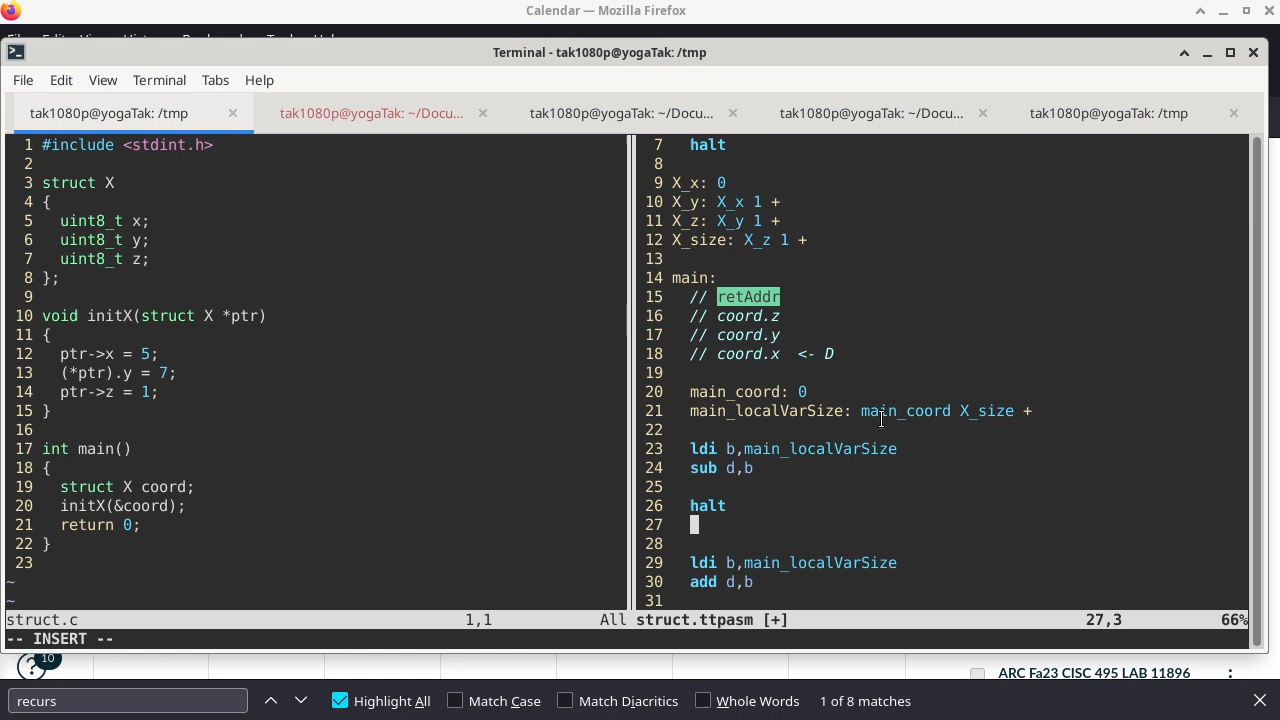 Calendar — Mozilla Firefox
Terminal - tak1080p@yogaTak: /tmp
File Edit View Terminal Tabs Help
tak1080p@yogaTak: /tmp
tak1080p@yogaTak: ~/Docu...
tak1080p@yogaTak: ~/Docu...
tak1080p@yogaTak: ~/Docu...
tak1080p@yogaTak: /tmp
1 #include <stdint.h>
2
3 struct X
4 {
5   uint8_t x;
6   uint8_t y;
7   uint8_t z;
8 };
9
10 void initX(struct X *ptr)
11 {
12   ptr->x = 5;
13   (*ptr).y = 7;
14   ptr->z = 1;
15 }
16
17 int main()
18 {
19   struct X coord;
20   initX(&coord);
21   return 0;
22 }
23
~
~
struct.c 1,1 All
7   halt
8
9 X_x: 0
10 X_y: X_x 1 +
11 X_z: X_y 1 +
12 X_size: X_z 1 +
13
14 main:
15   // retAddr
16   // coord.z
17   // coord.y
18   // coord.x  <- D
19
20   main_coord: 0
21   main_localVarSize: main_coord X_size +
22
23   ldi b,main_localVarSize
24   sub d,b
25
26   halt
27
28
29   ldi b,main_localVarSize
30   add d,b
31
struct.ttpasm [+] 27,3 66%
-- INSERT --
10
ARC Fa23 CISC 495 LAB 11896
recurs
Highlight All
Match Case
Match Diacritics
Whole Words
1 of 8 matches